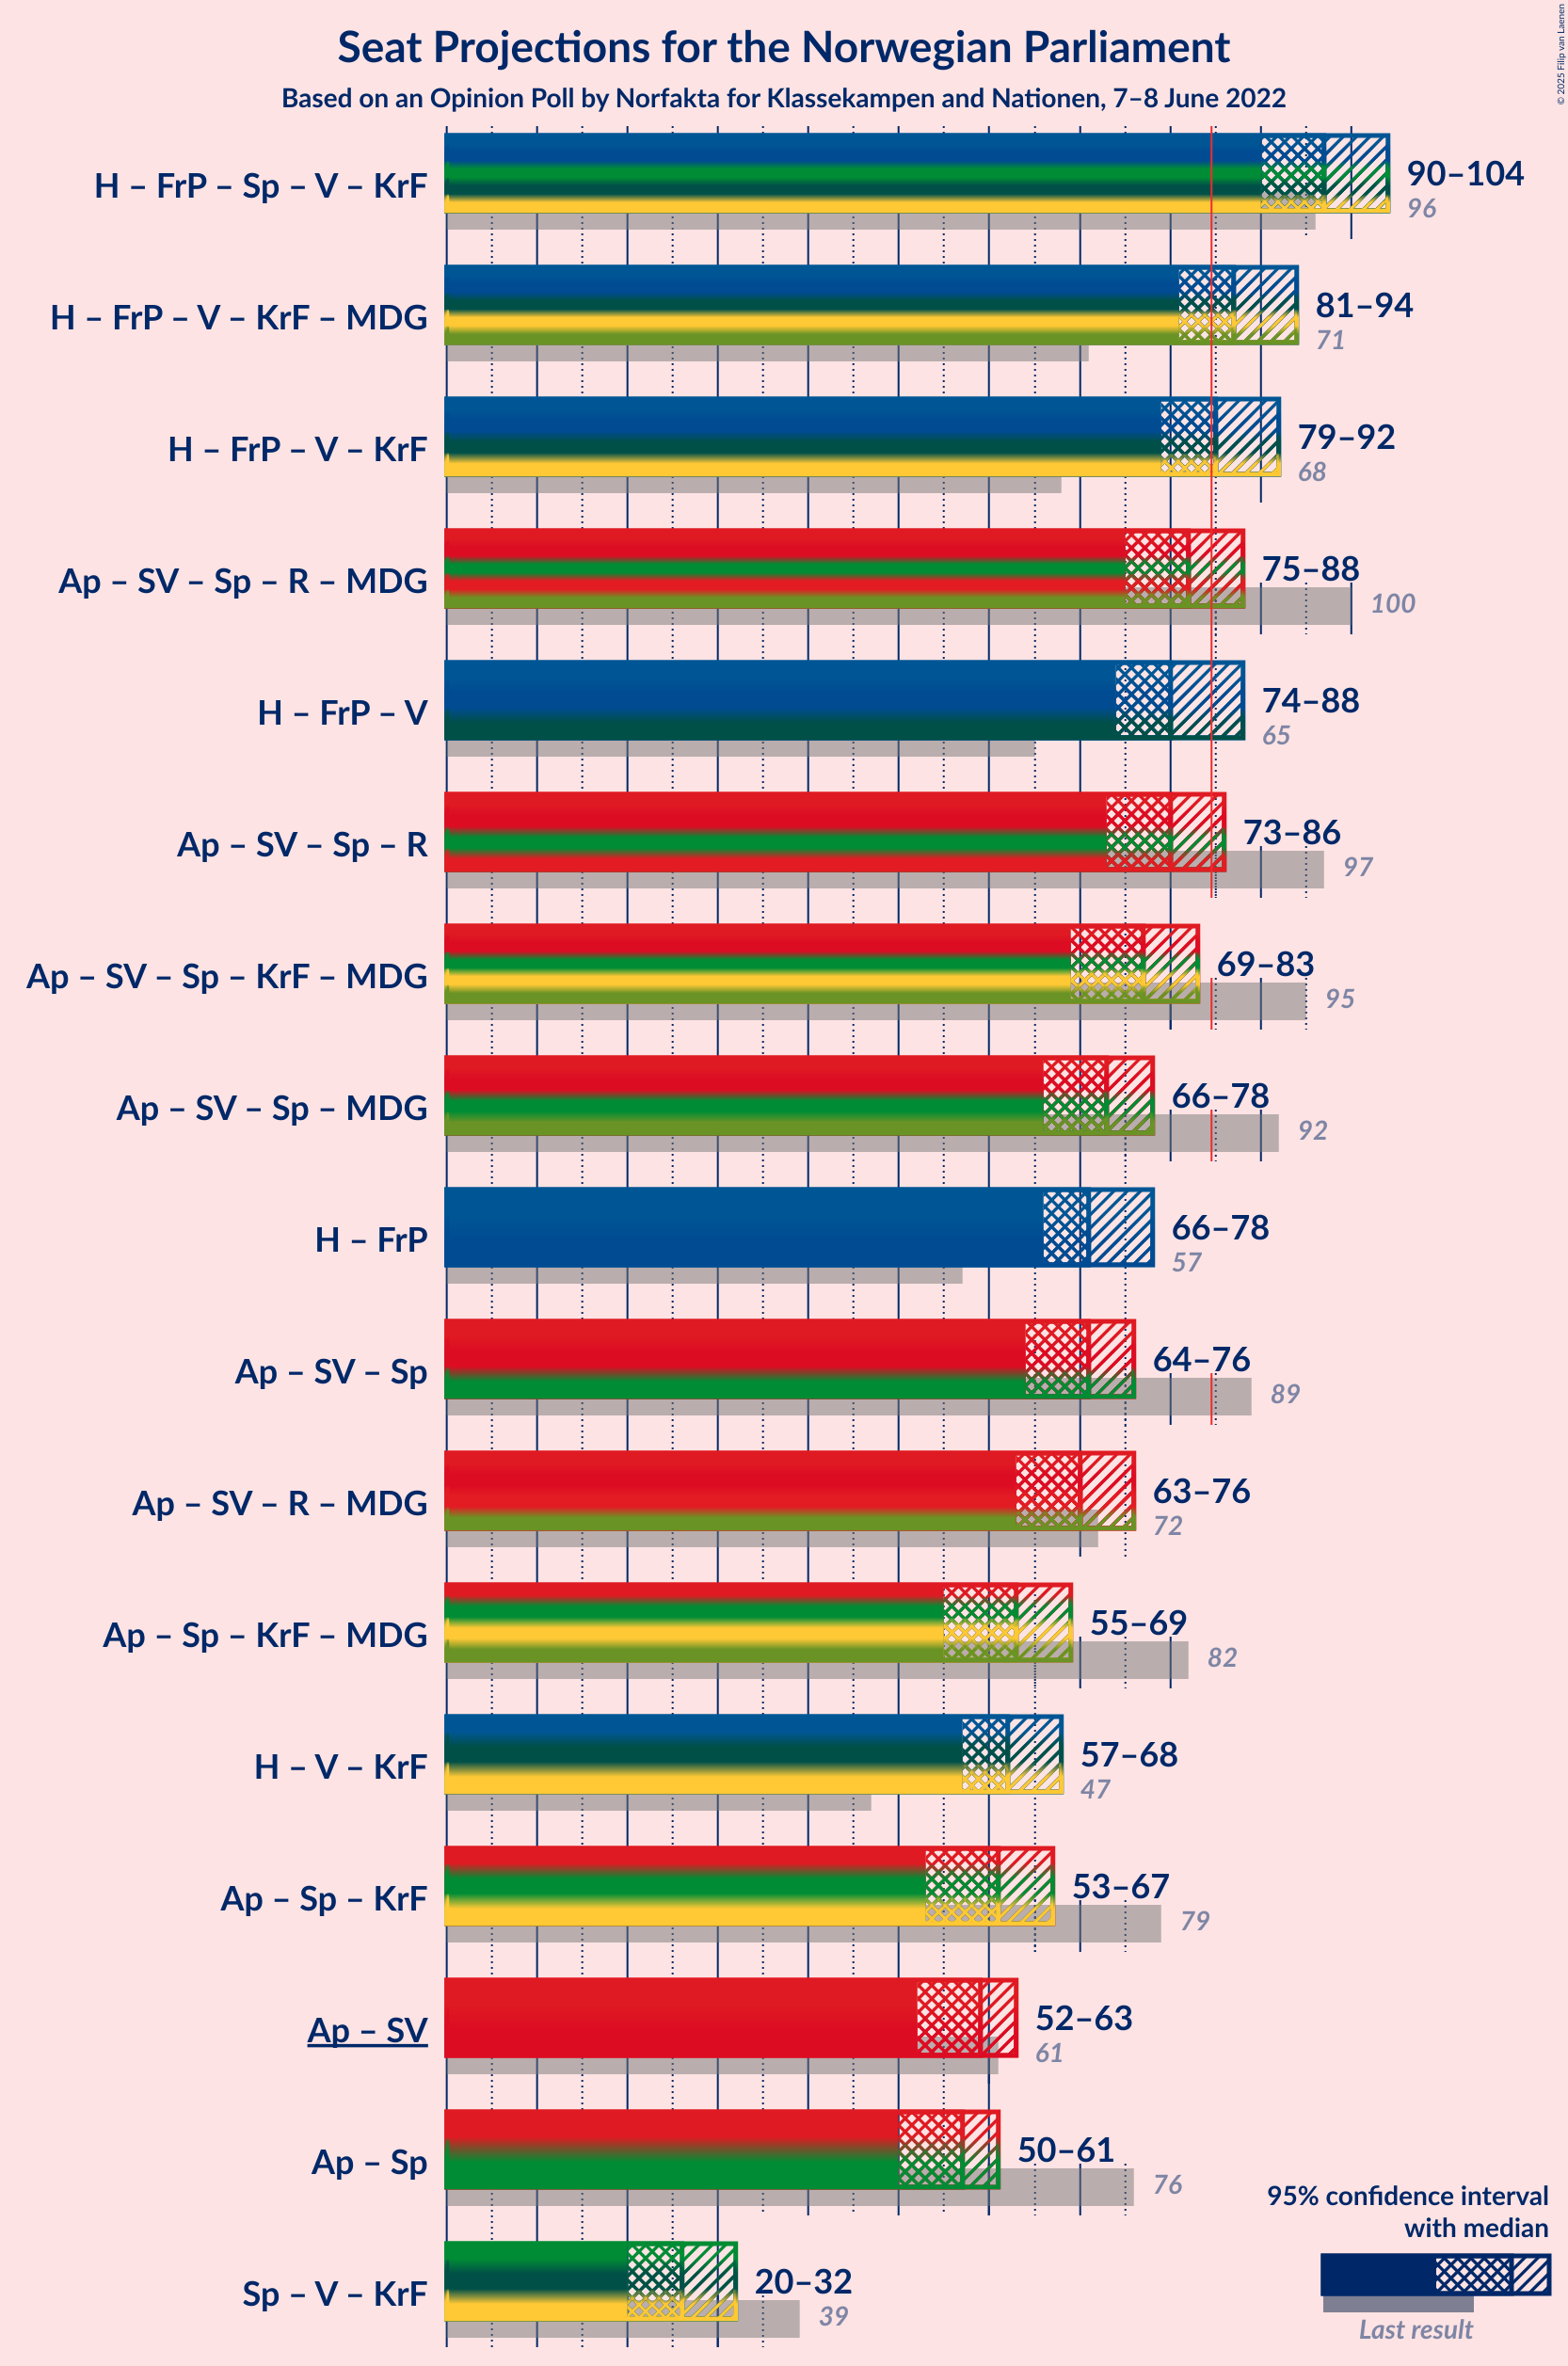 © 2025 Filip van Laenen
Seat Projections for the Norwegian Parliament
Based on an Opinion Poll by Norfakta for Klassekampen and Nationen, 7–8 June 2022
H – FrP – Sp – V – KrF
90–104
96
H – FrP – V – KrF – MDG
81–94
71
H – FrP – V – KrF
79–92
68
Ap – SV – Sp – R – MDG
75–88
100
H – FrP – V
74–88
65
Ap – SV – Sp – R
73–86
97
Ap – SV – Sp – KrF – MDG
69–83
95
Ap – SV – Sp – MDG
66–78
92
H – FrP
66–78
57
Ap – SV – Sp
64–76
89
Ap – SV – R – MDG
63–76
72
Ap – Sp – KrF – MDG
55–69
82
H – V – KrF
57–68
47
Ap – Sp – KrF
53–67
79
Ap – SV
52–63
61
Ap – Sp
50–61
76
Sp – V – KrF
20–32
39
95% confidence interval
with median
Last result